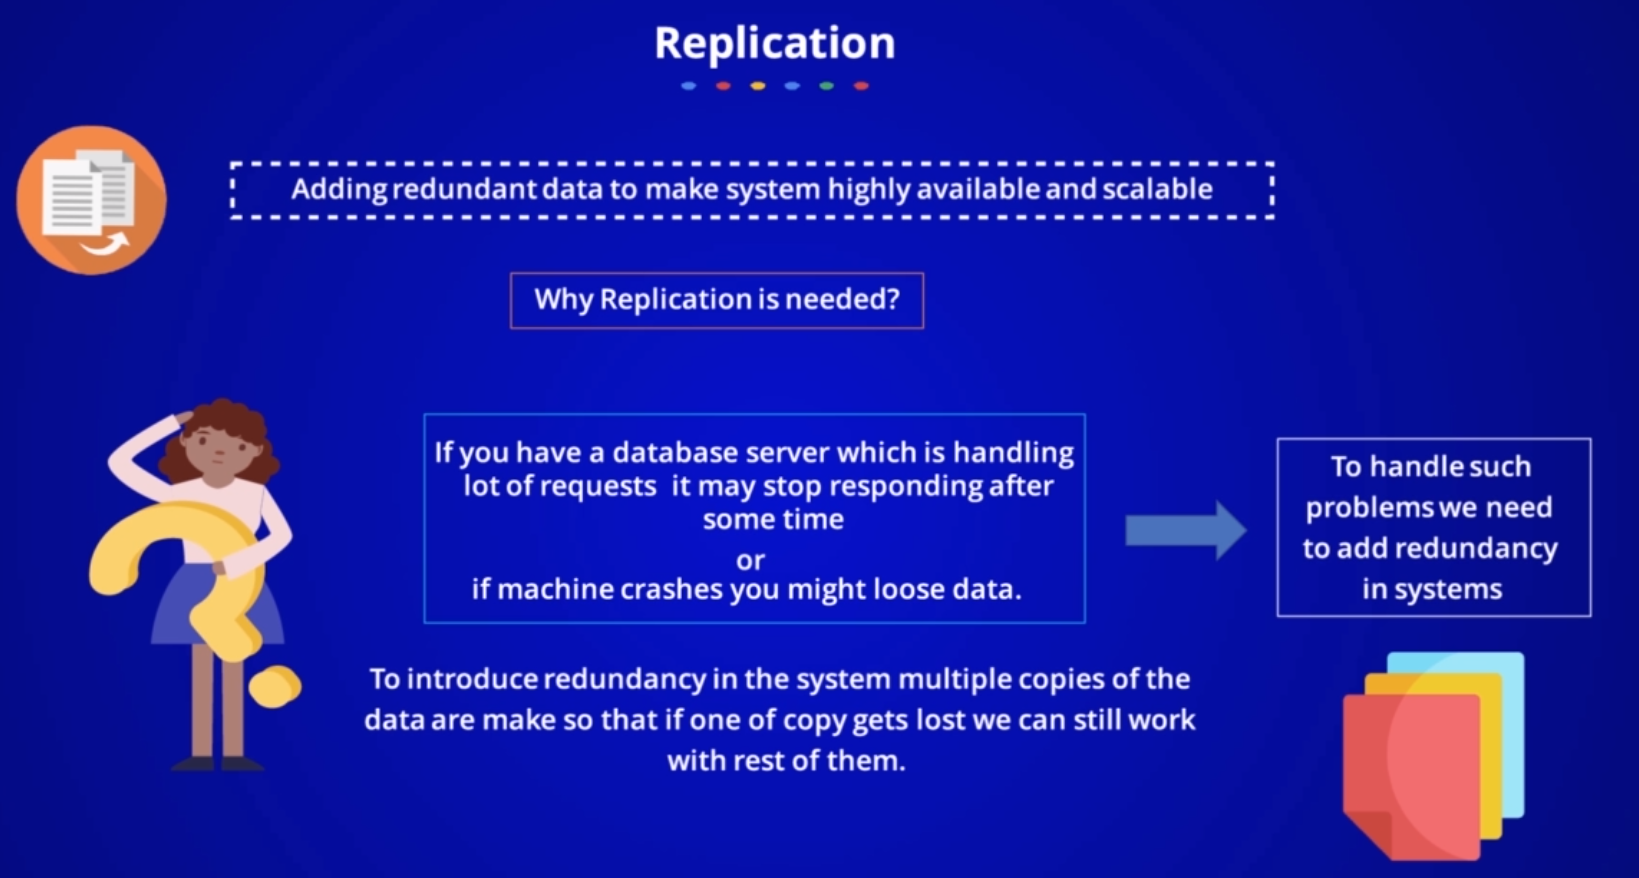 Replication
Adding redundant data to make system highly available and scalable
Why Replication is needed?
If you have a database server which is handling
lot of requests it may stop responding after
some time
or
if machine crashes you might loose data.
To handle such
problems we need
to add redundancy
in systems
To introduce redundancy in the system multiple copies of the
data are make so that if one of copy gets lost we can still work
with rest of them.